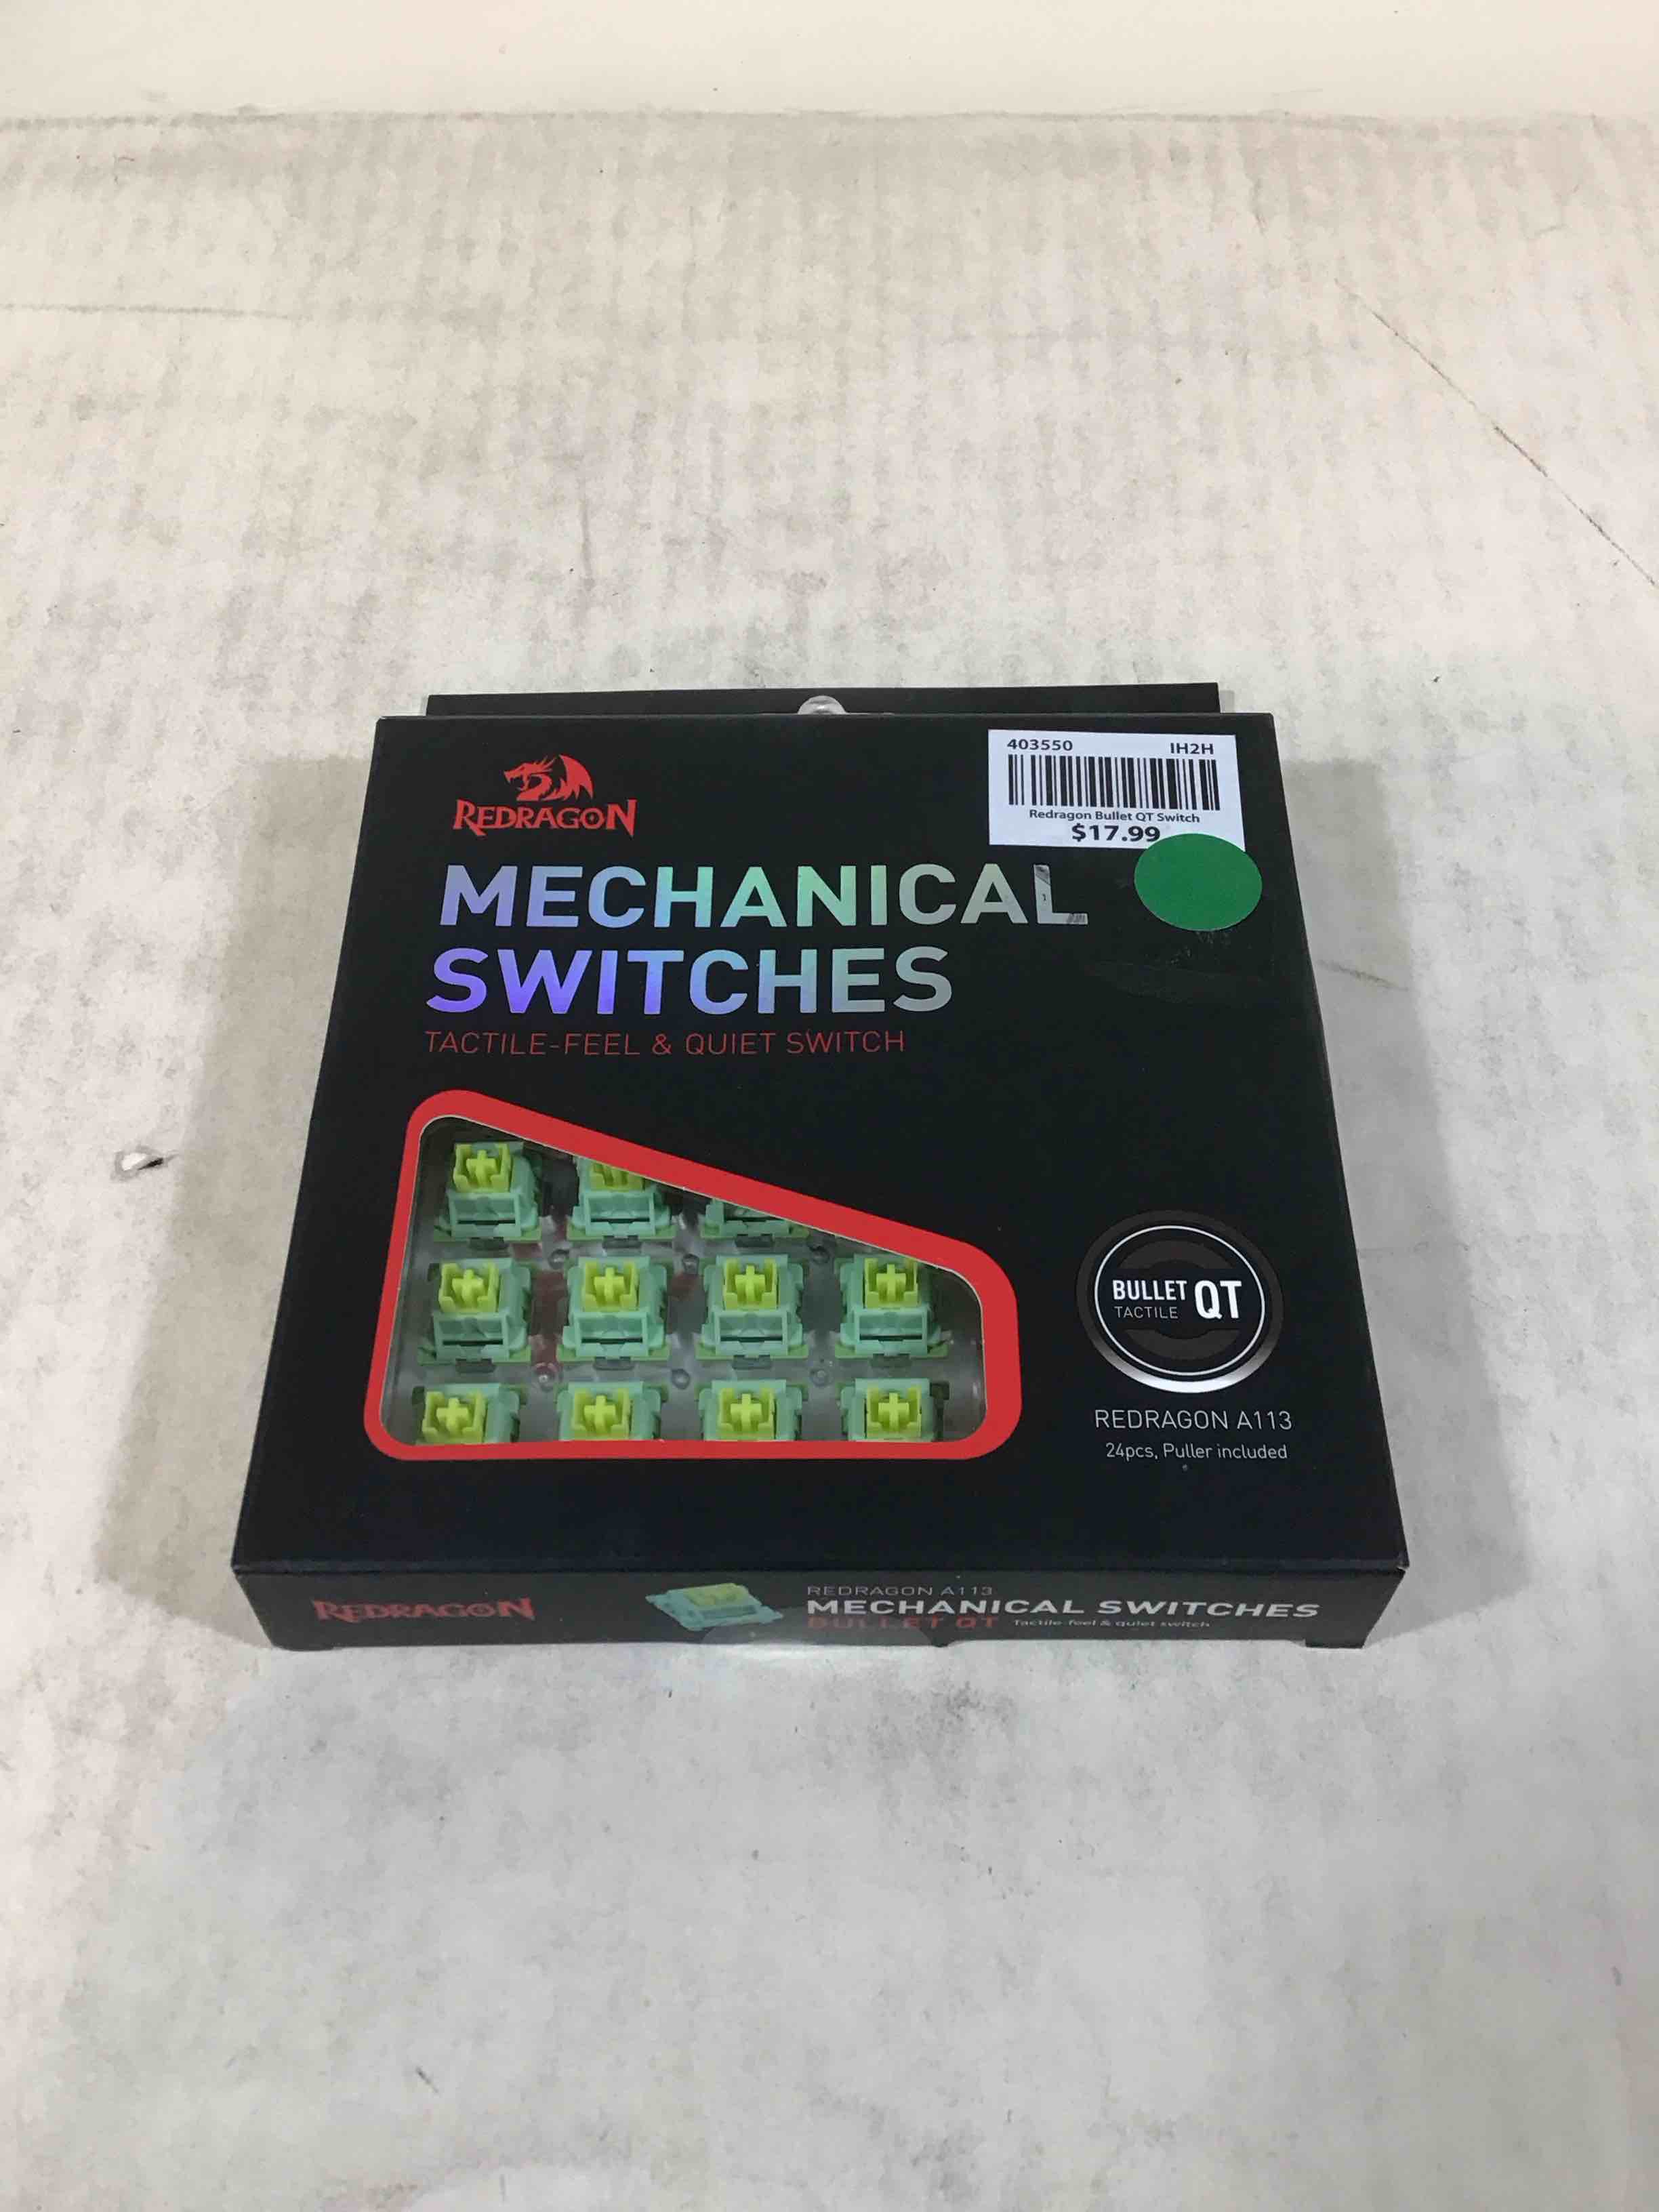 403550 IH2H
Redragon Bullet QT Switch
$17.99
REDRAGON
MECHANICAL
SWITCHES
TACTILE-FEEL & QUIET SWITCH
BULLET QT
TACTILE
REDRAGON A113
24pcs, Puller included
REDRAGON
REDRAGON A113
MECHANICAL SWITCHES
BULLET QT Tactile-feel & quiet switch